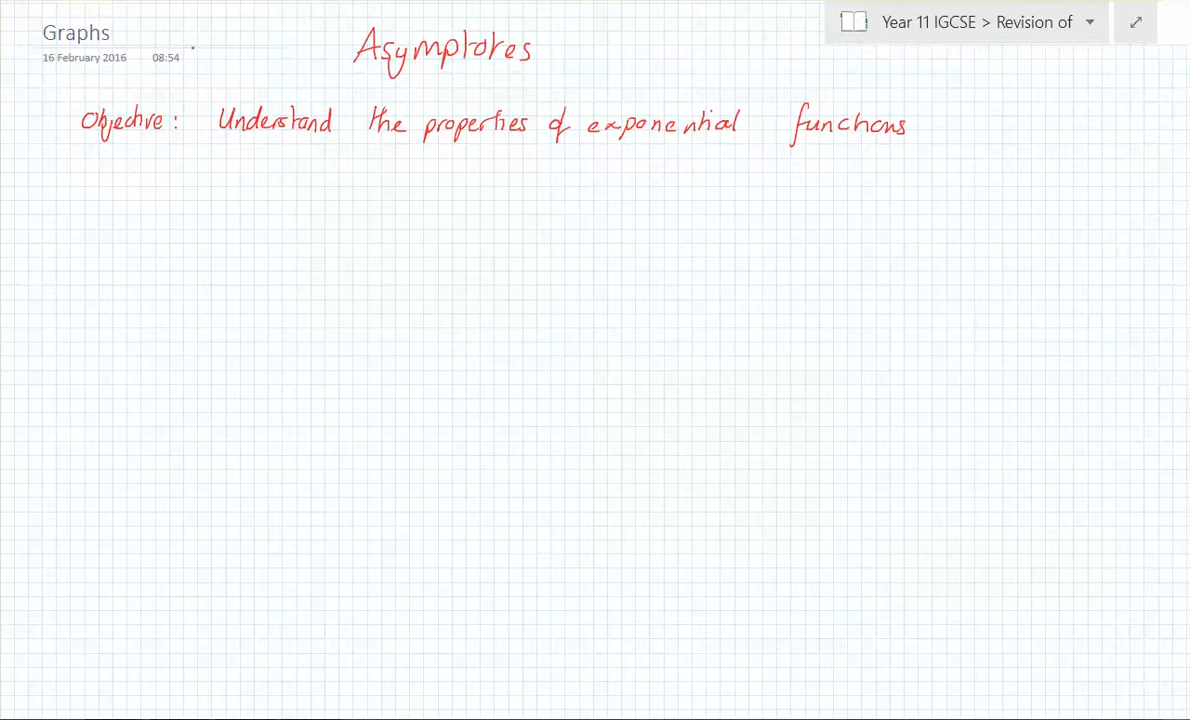 Graphs
Year 11 IGCSE > Revision of
16 February 2016 08:54
Asymptotes
Objective: Understand the properties of exponential functions